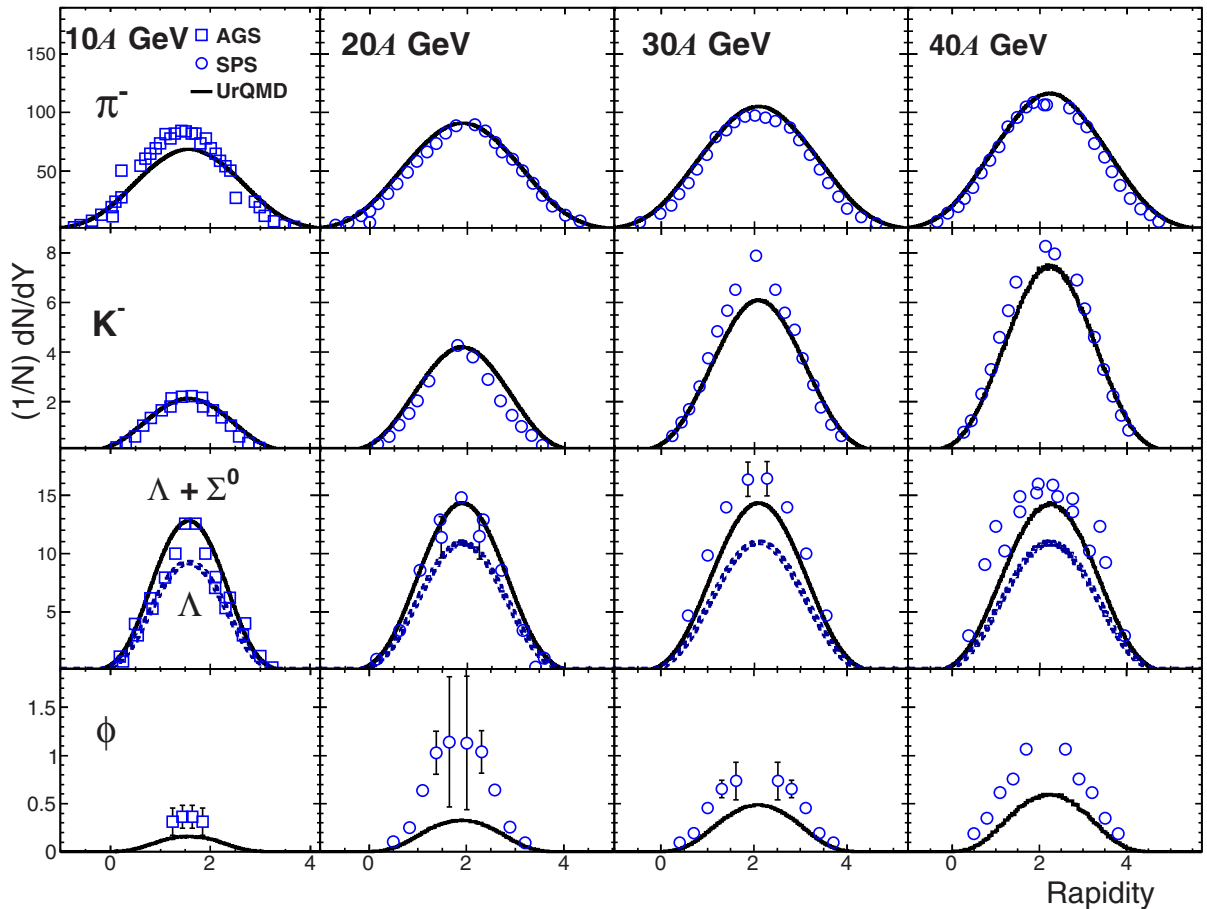 10A GeV
AGS
SPS
UrQMD
20A GeV
30A GeV
40A GeV
π-
150
100
50
K-
8
6
4
2
(1/N) dN/dY
Λ + Σ0
Λ
15
10
5
ϕ
1.5
1
0.5
0
0 2 4
0 2 4
0 2 4
0 2 4
Rapidity